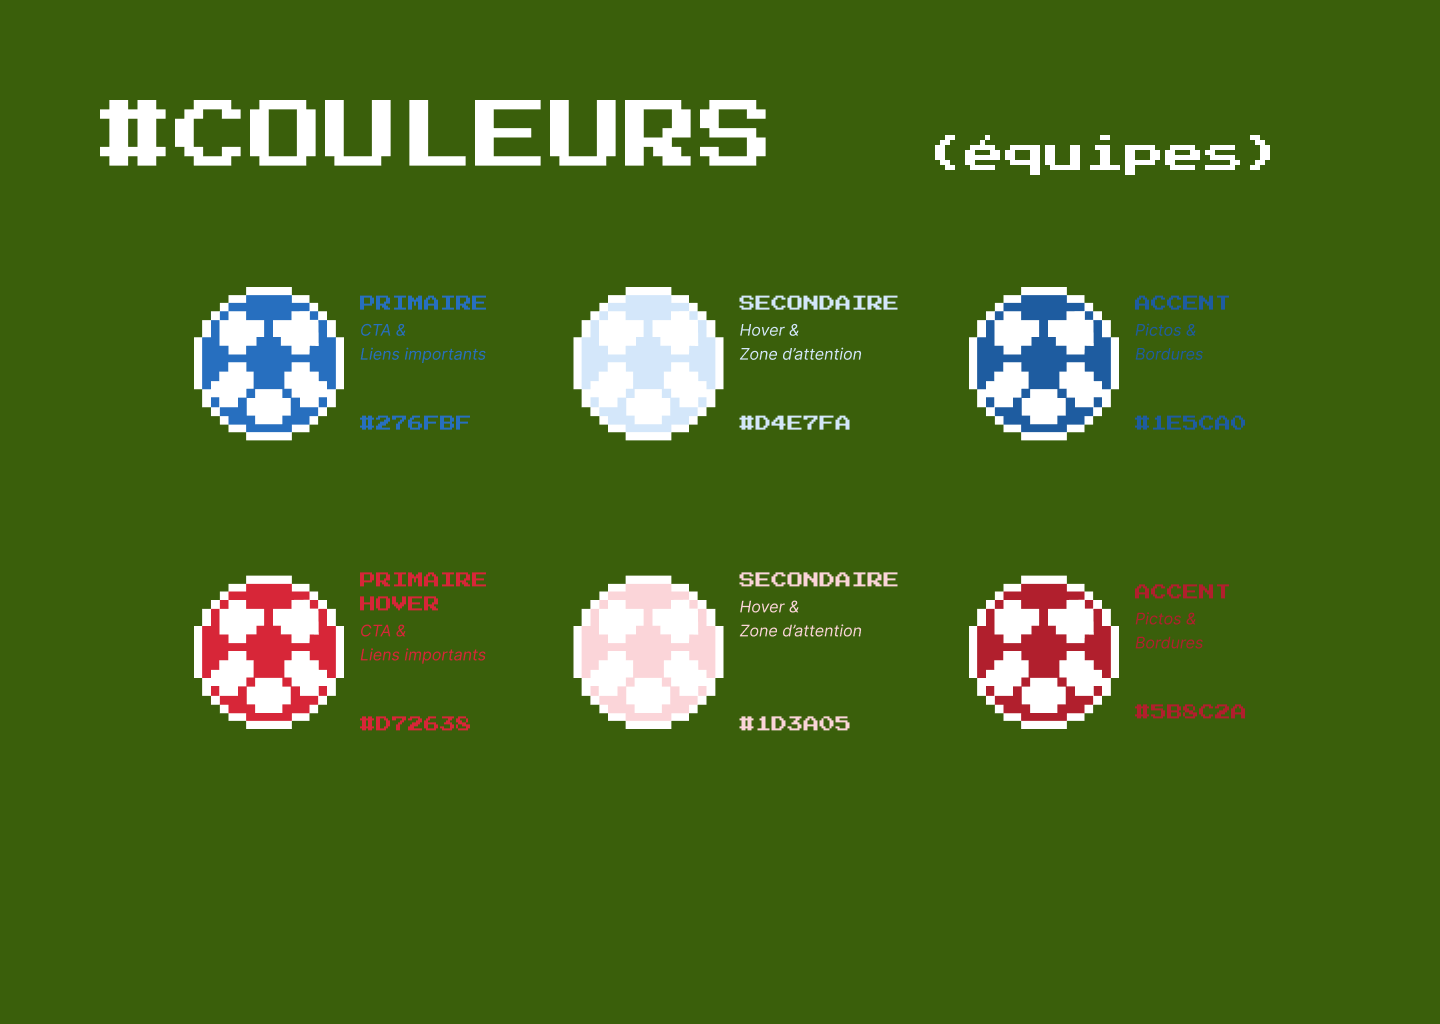 #COULEURS
(équipes)
PRIMAIRE
CTA &
Liens importants
#276FBF
SECONDAIRE
Hover &
Zone d'attention
#D4E7FA
ACCENT
Pictos &
Bordures
#1E5CA0
PRIMAIRE
HOVER
CTA &
Liens importants
#D72638
SECONDAIRE
Hover &
Zone d'attention
#1D3A05
ACCENT
Pictos &
Bordures
#5B8C2A